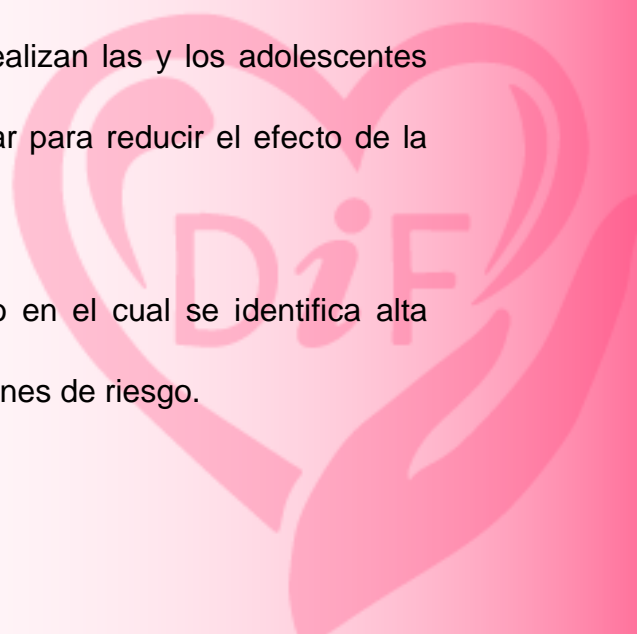 ealizan las y los adolescentes
ar para reducir el efecto de la
DiF
o en el cual se identifica alta
nes de riesgo.